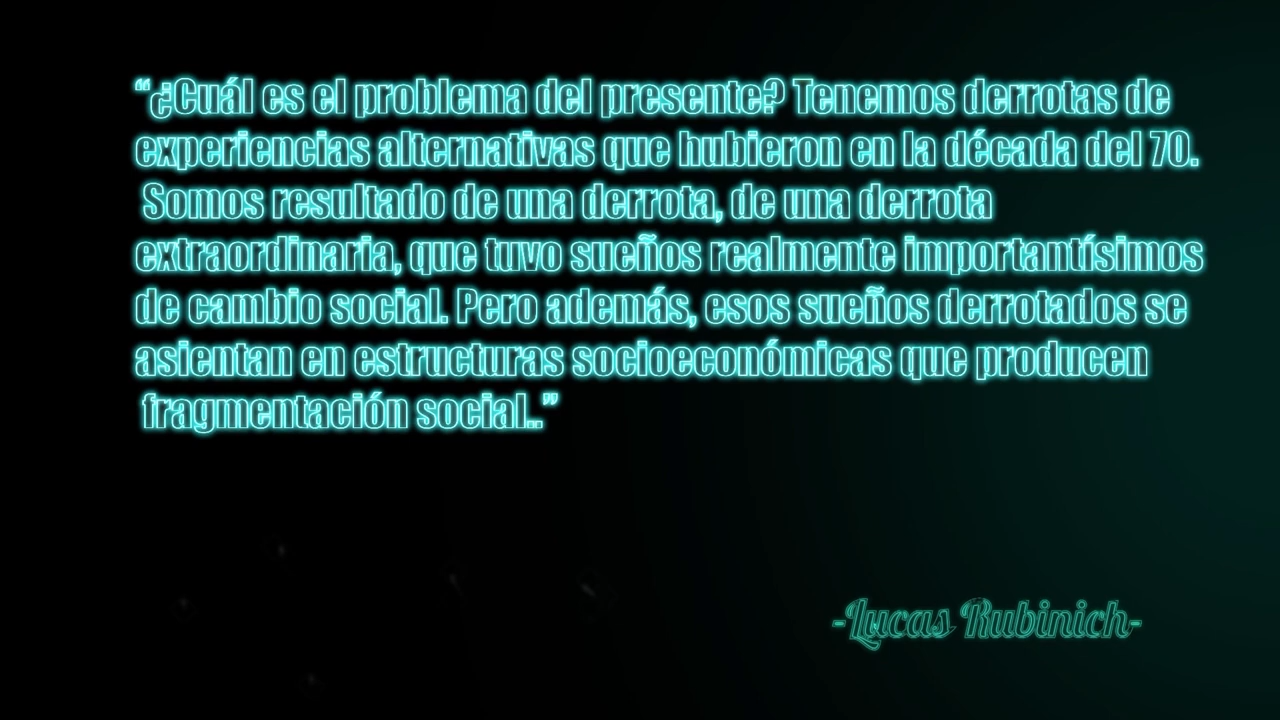 “¿Cuál es el problema del presente? Tenemos derrotas de
experiencias alternativas que hubieron en la década del 70.
Somos resultado de una derrota, de una derrota
extraordinaria, que tuvo sueños realmente importantísimos
de cambio social. Pero además, esos sueños derrotados se
asientan en estructuras socioeconómicas que producen
fragmentación social..”
-Lucas Rubinich-